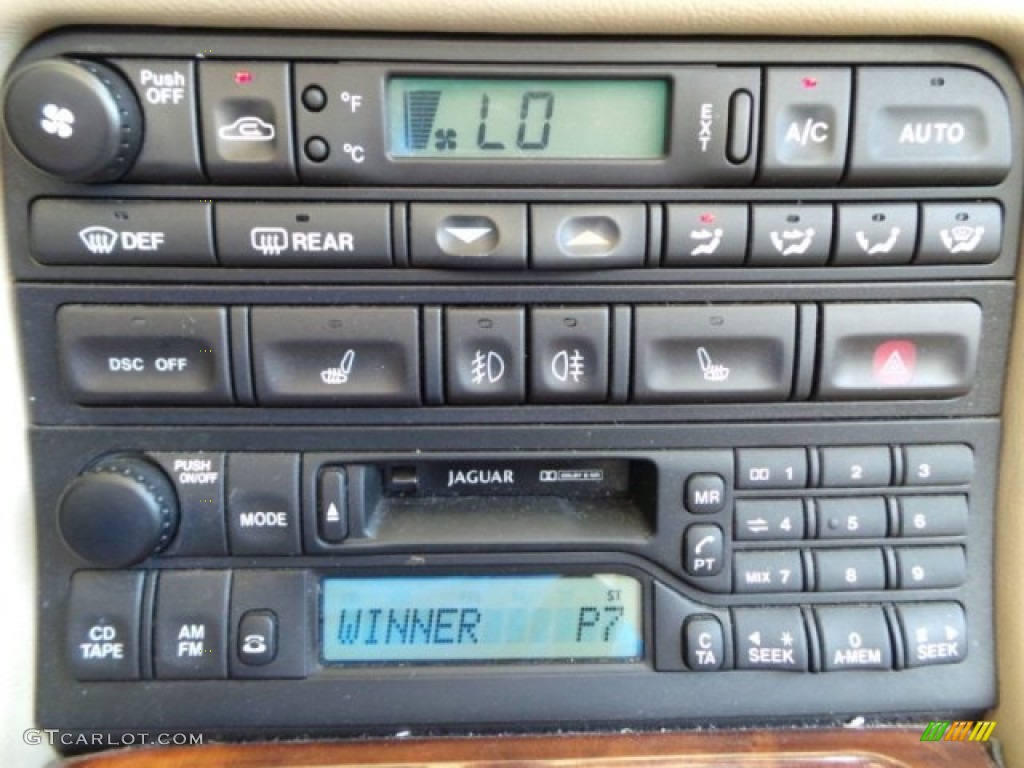 Push
OFF
°F
°C
LO
EXT
A/C
AUTO
DEF
REAR
DSC OFF
PUSH
ON/OFF
MODE
JAGUAR
DOLBY B NR
MR
PT
1 2 3
4 5 6
MIX 7 8 9
CD
TAPE
AM
FM
WINNER ST P7
C
TA
* SEEK
0
A-MEM
SEEK
GTCARLOT.COM